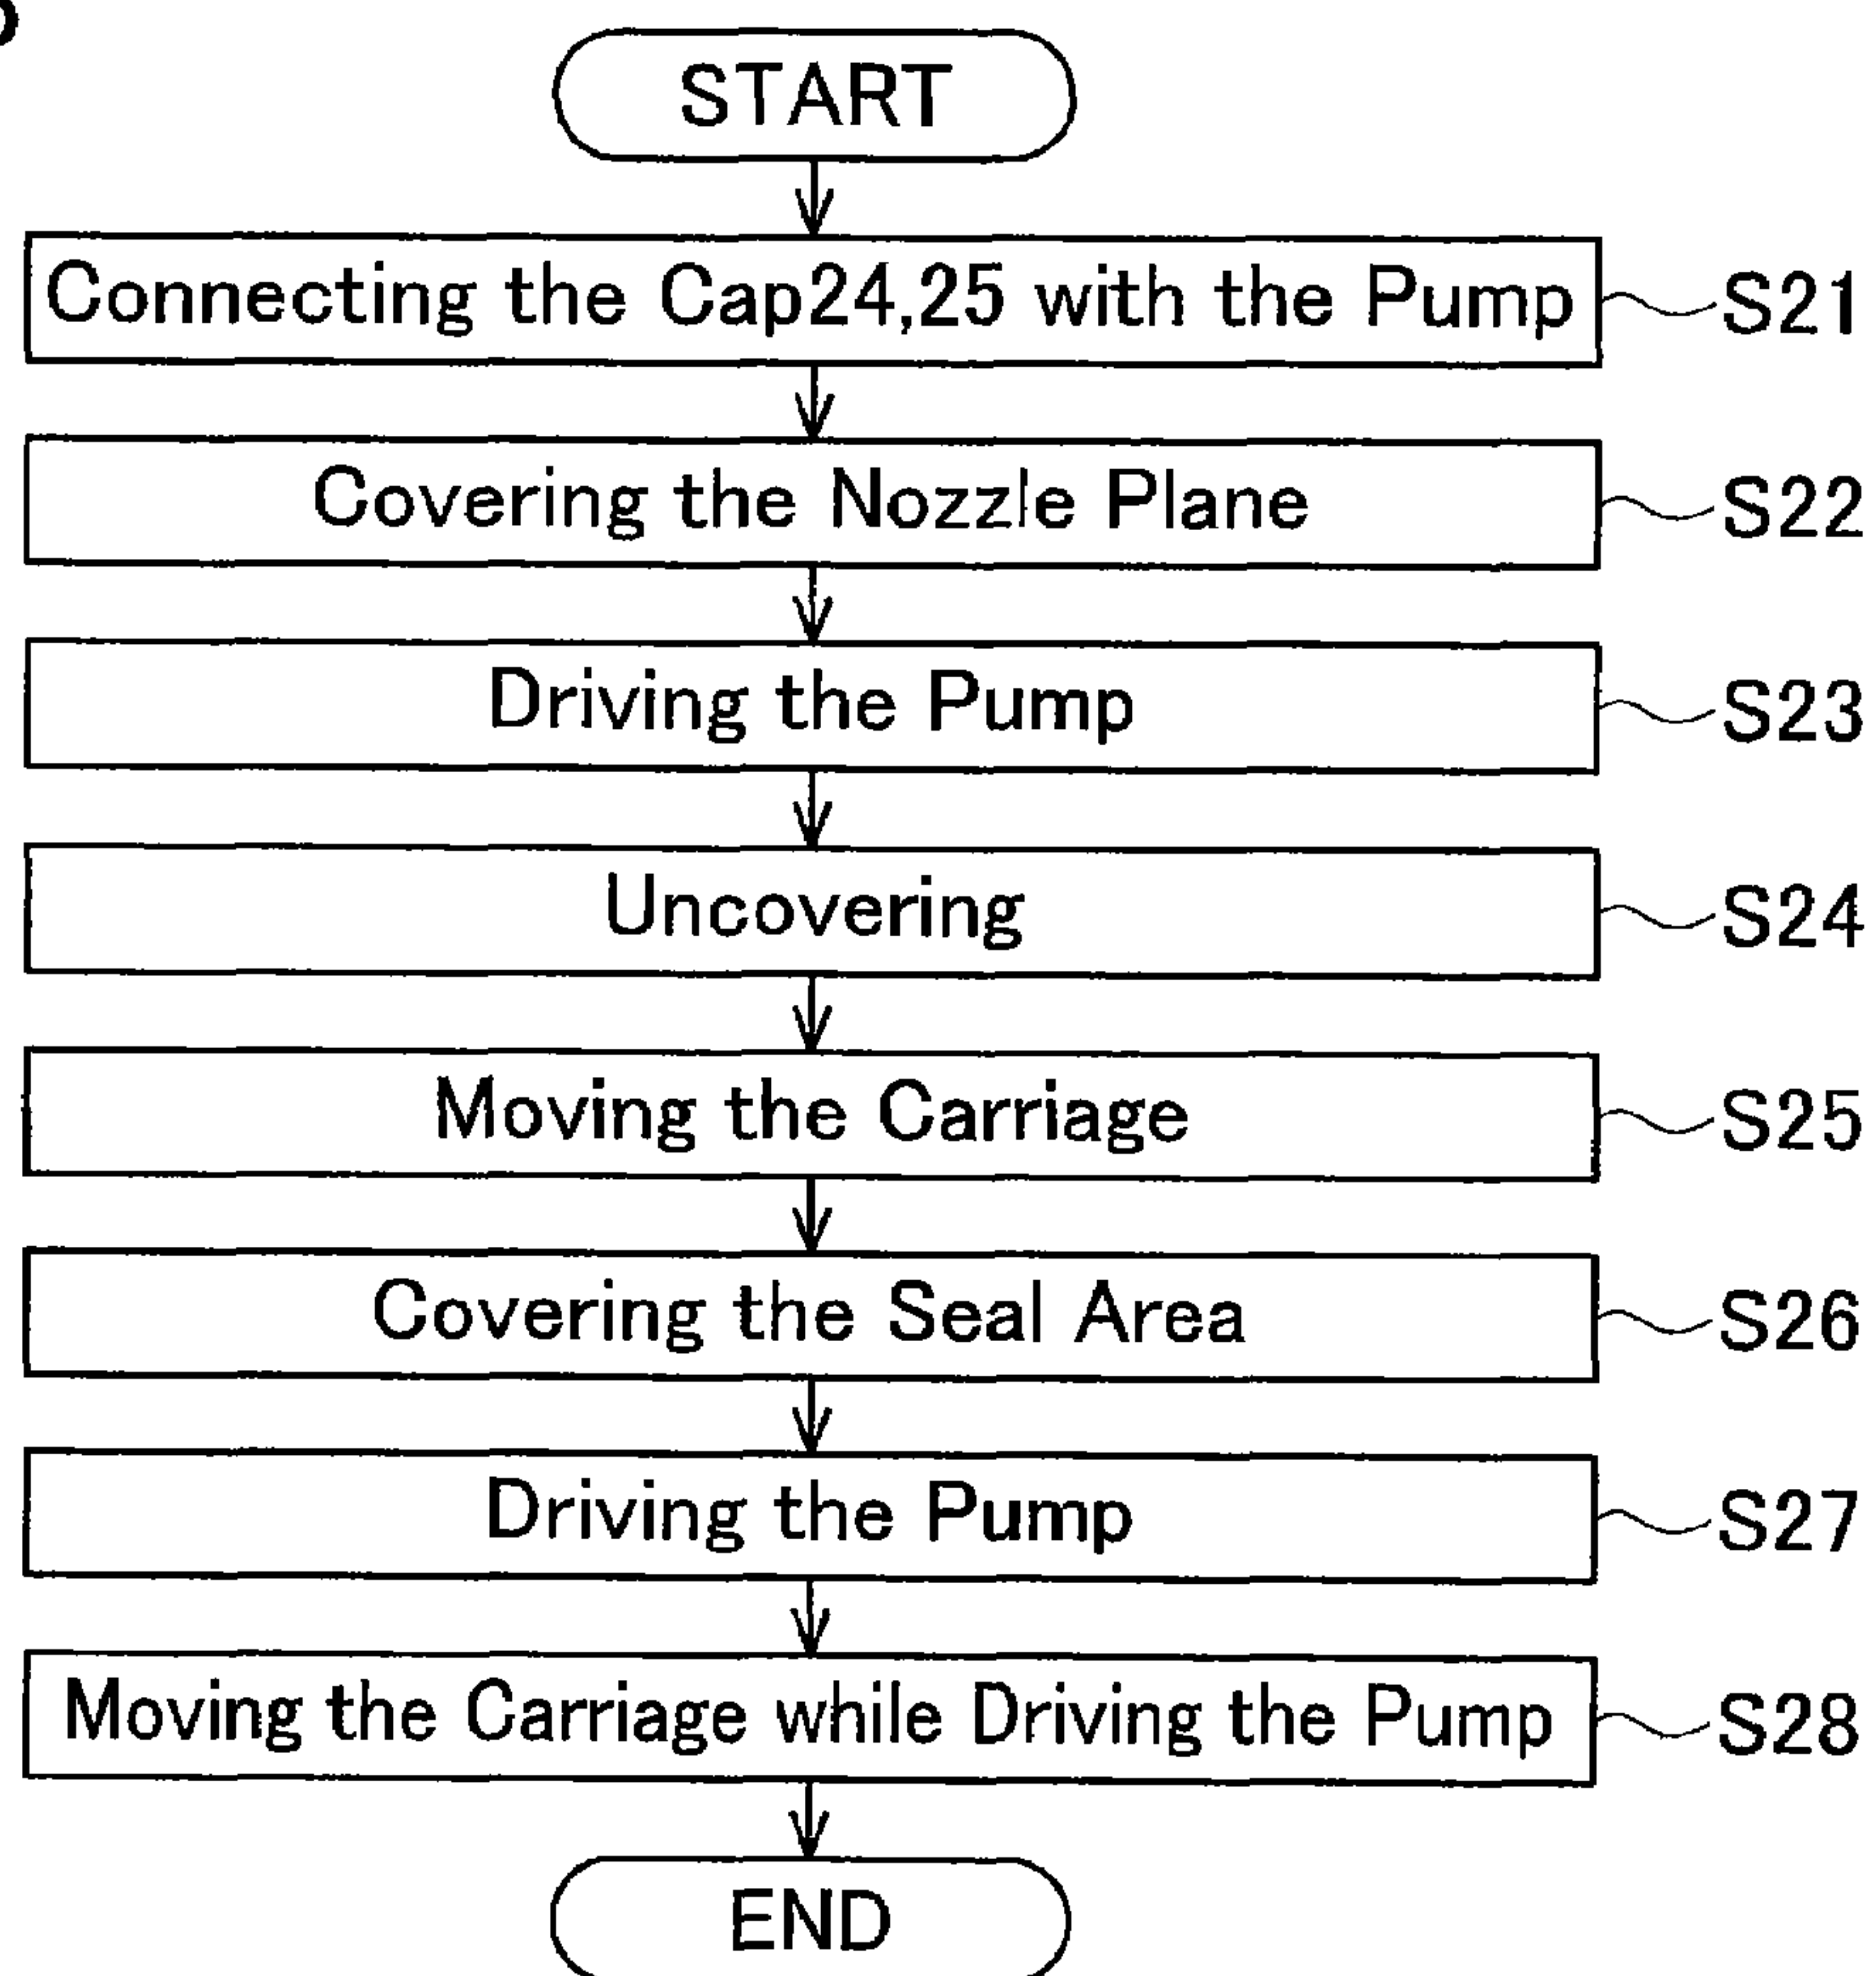 START
Connecting the Cap24,25 with the Pump S21
Covering the Nozzle Plane S22
Driving the Pump S23
Uncovering S24
Moving the Carriage S25
Covering the Seal Area S26
Driving the Pump S27
Moving the Carriage while Driving the Pump S28
END